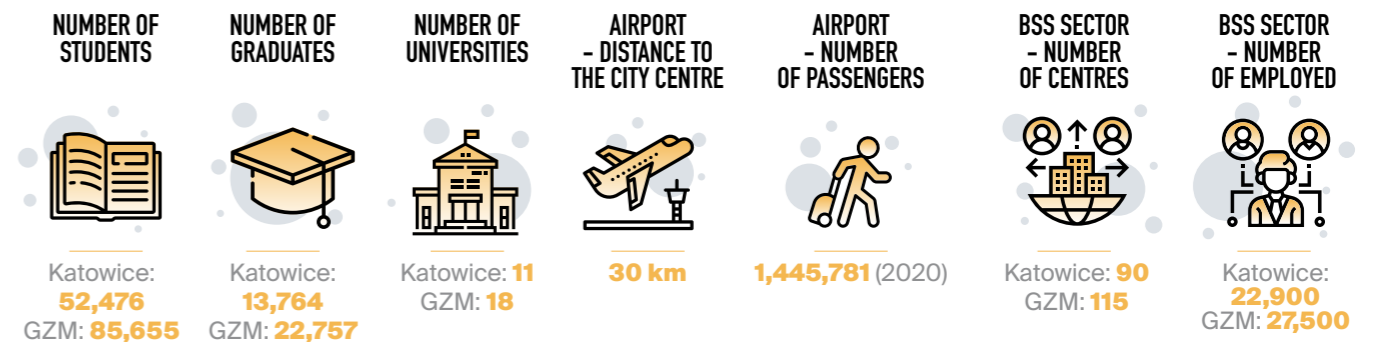 NUMBER OF
STUDENTS
Katowice:
52,476
GZM: 85,655
NUMBER OF
GRADUATES
Katowice:
13,764
GZM: 22,757
NUMBER OF
UNIVERSITIES
Katowice: 11
GZM: 18
AIRPORT
– DISTANCE TO
THE CITY CENTRE
30 km
AIRPORT
– NUMBER
OF PASSENGERS
1,445,781 (2020)
BSS SECTOR
– NUMBER
OF CENTRES
Katowice: 90
GZM: 115
BSS SECTOR
– NUMBER
OF EMPLOYED
Katowice:
22,900
GZM: 27,500